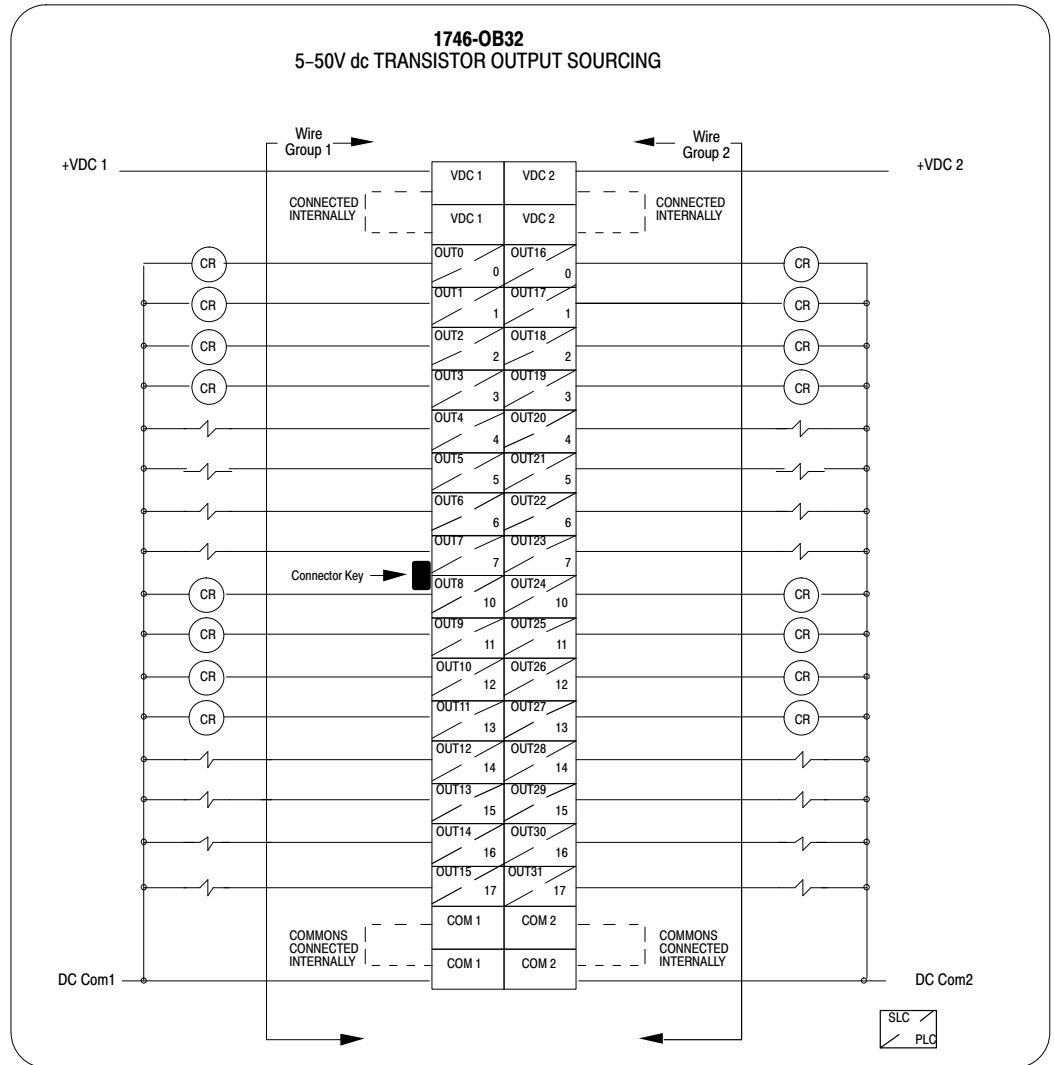 1746-OB32
5-50V dc TRANSISTOR OUTPUT SOURCING
Wire
Group 1
Wire
Group 2
+VDC 1
+VDC 2
VDC 1 VDC 2
CONNECTED
INTERNALLY
CONNECTED
INTERNALLY
VDC 1 VDC 2
CR OUT0 0 OUT16 0 CR
CR OUT1 1 OUT17 1 CR
CR OUT2 2 OUT18 2 CR
CR OUT3 3 OUT19 3 CR
OUT4 4 OUT20 4
OUT5 5 OUT21 5
OUT6 6 OUT22 6
OUT7 7 OUT23 7
Connector Key
CR OUT8 10 OUT24 10 CR
CR OUT9 11 OUT25 11 CR
CR OUT10 12 OUT26 12 CR
CR OUT11 13 OUT27 13 CR
OUT12 14 OUT28 14
OUT13 15 OUT29 15
OUT14 16 OUT30 16
OUT15 17 OUT31 17
COM 1 COM 2
COMMONS
CONNECTED
INTERNALLY
COMMONS
CONNECTED
INTERNALLY
COM 1 COM 2
DC Com1
DC Com2
SLC
PLC